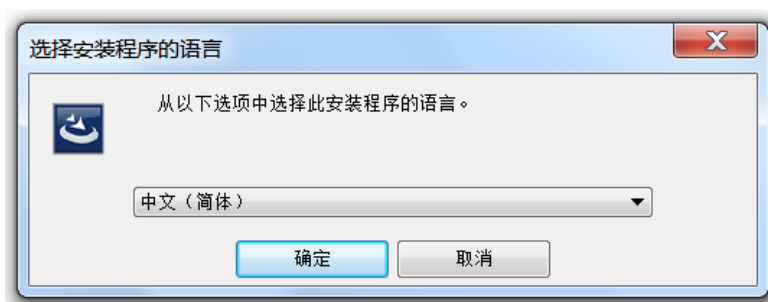 选择安装程序的语言
从以下选项中选择此安装程序的语言。
中文（简体）
确定
取消